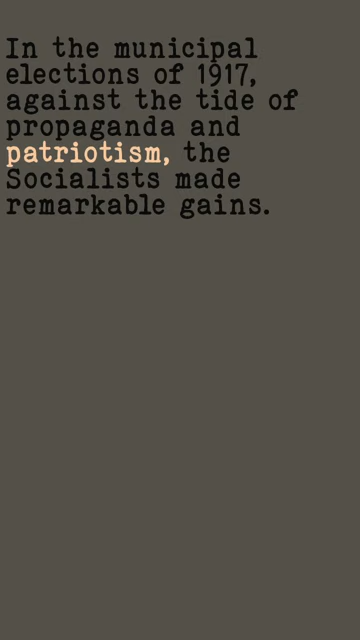 In the municipal
elections of 1917,
against the tide of
propaganda and
patriotism, the
Socialists made
remarkable gains.